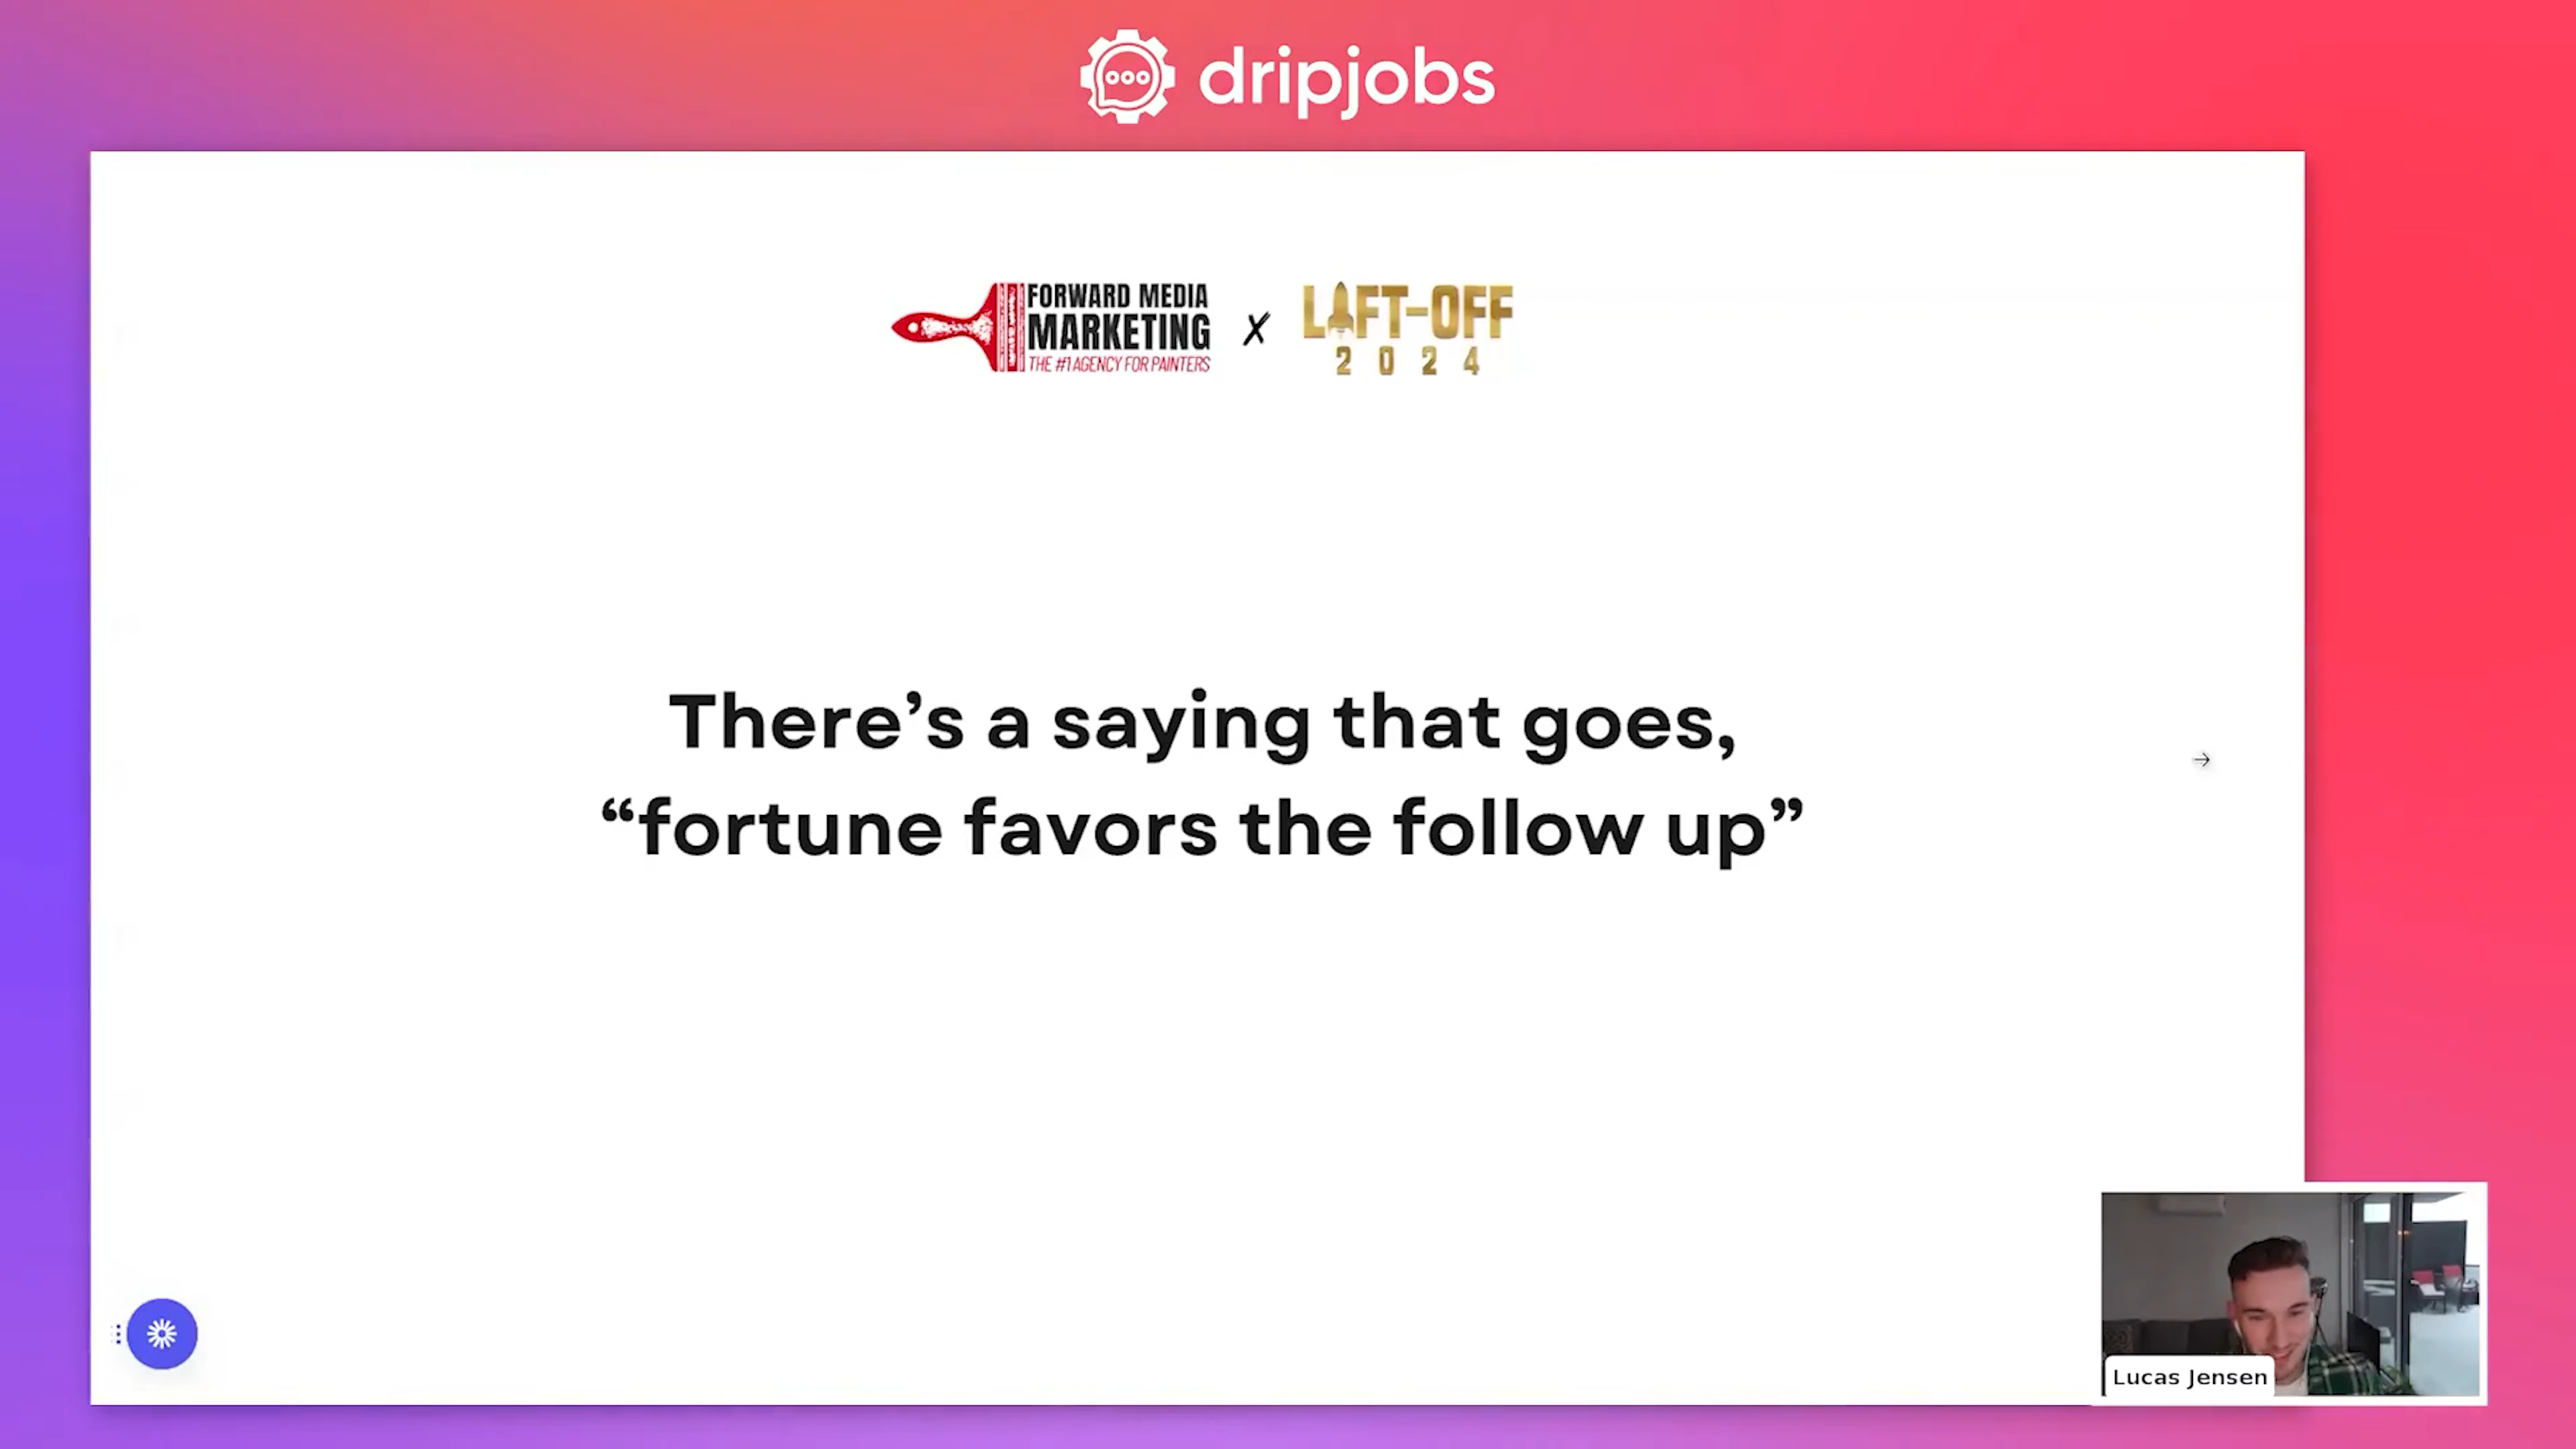 dripjobs
FORWARD MEDIA
MARKETING
THE #1 AGENCY FOR PAINTERS
X
LIFT-OFF
2024
There’s a saying that goes,
“fortune favors the follow up”
Lucas Jensen